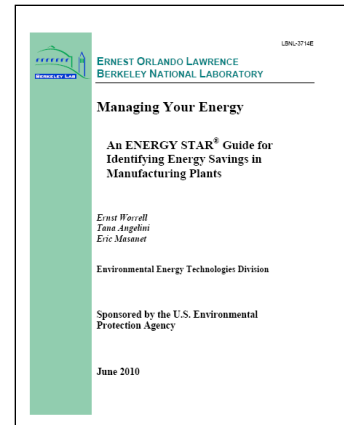 LBNL-3714E
BERKELEY LAB
ERNEST ORLANDO LAWRENCE
BERKELEY NATIONAL LABORATORY
Managing Your Energy
An ENERGY STAR® Guide for
Identifying Energy Savings in
Manufacturing Plants
Ernst Worrell
Tana Angelini
Eric Masanet
Environmental Energy Technologies Division
Sponsored by the U.S. Environmental
Protection Agency
June 2010